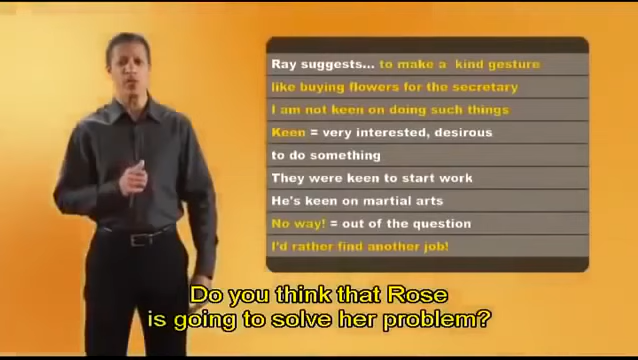 Ray suggests... to make a kind gesture
like buying flowers for the secretary
I am not keen on doing such things
Keen = very interested, desirous
to do something
They were keen to start work
He's keen on martial arts
No way! = out of the question
I'd rather find another job!
Do you think that Rose
is going to solve her problem?